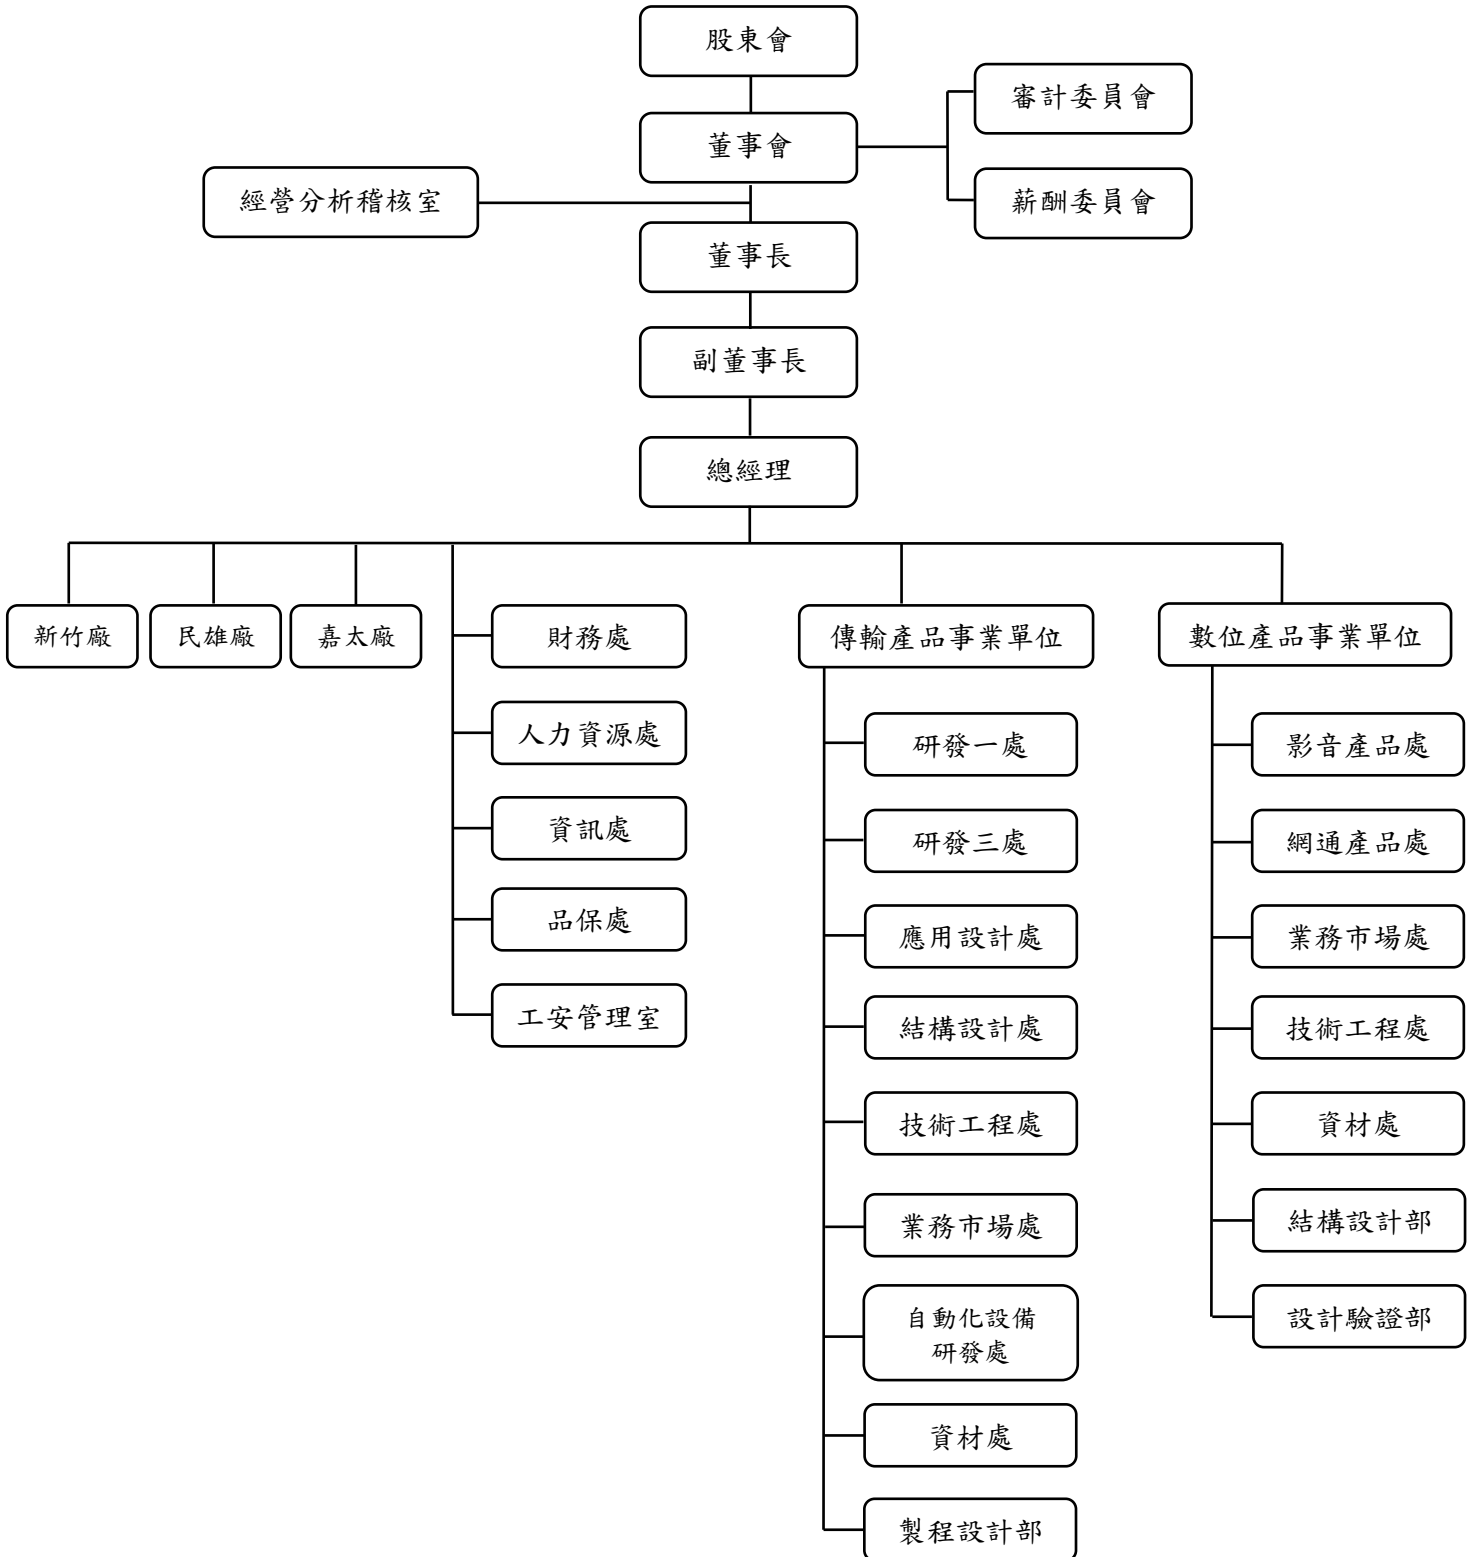 股東會
審計委員會
董事會
經營分析稽核室
薪酬委員會
董事長
副董事長
總經理
新竹廠
民雄廠
嘉太廠
財務處
人力資源處
資訊處
品保處
工安管理室
傳輸產品事業單位
研發一處
研發三處
應用設計處
結構設計處
技術工程處
業務市場處
自動化設備
研發處
資材處
製程設計部
數位產品事業單位
影音產品處
網通產品處
業務市場處
技術工程處
資材處
結構設計部
設計驗證部